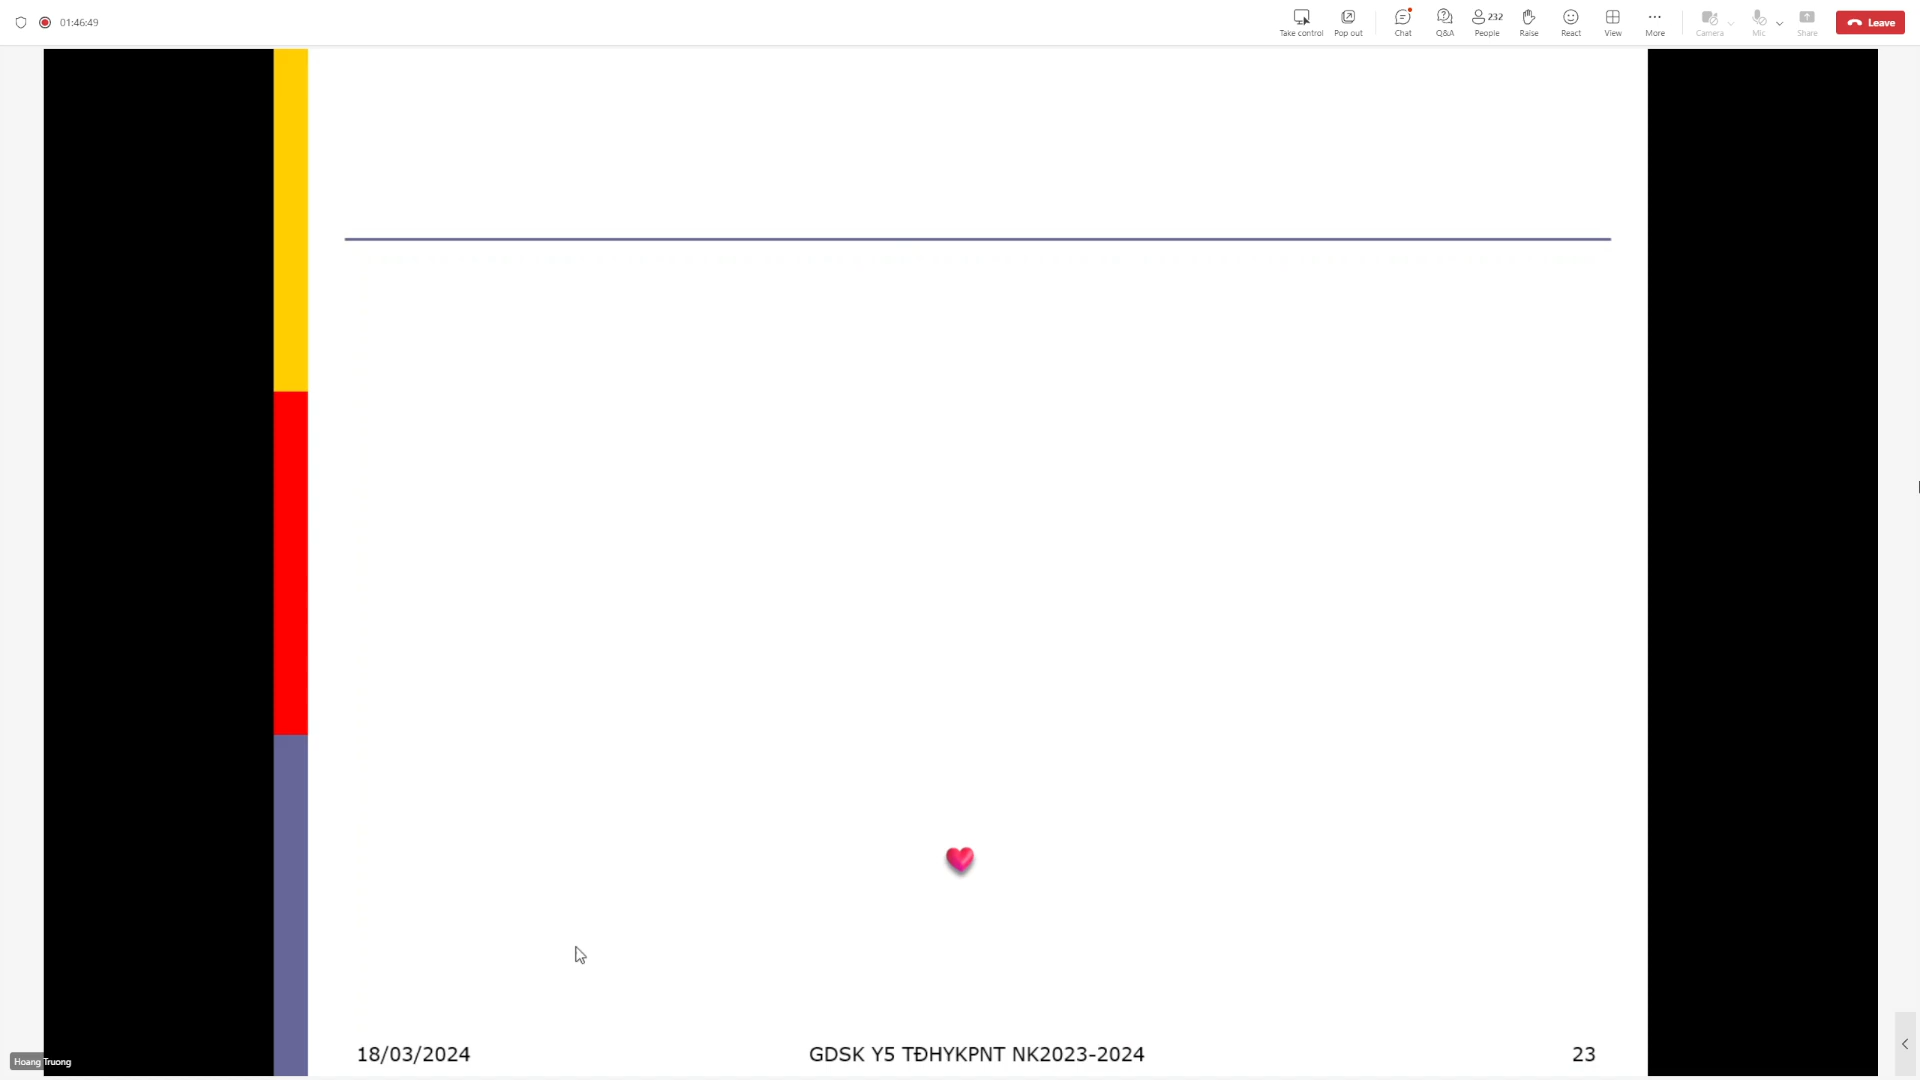 01:46:49
Take control
Pop out
Chat
Q&A
232
People
Raise
React
View
More
Camera
Mic
Share
Leave
18/03/2024
GDSK Y5 TĐHYKPNT NK2023-2024
23
Hoang Truong